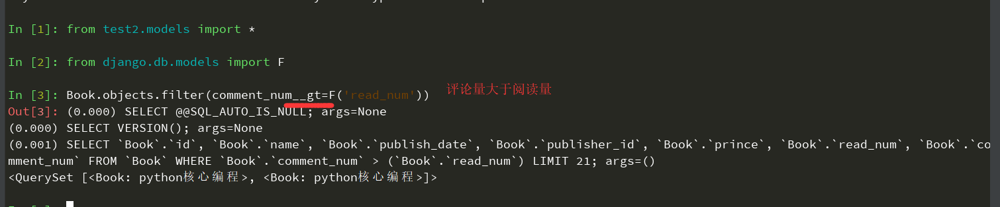 In [1]: from test2.models import *
In [2]: from django.db.models import F
In [3]: Book.objects.filter(comment_num__gt=F('read_num')) 评论量大于阅读量
Out[3]: (0.000) SELECT @@SQL_AUTO_IS_NULL; args=None
(0.000) SELECT VERSION(); args=None
(0.001) SELECT `Book`.`id`, `Book`.`name`, `Book`.`publish_date`, `Book`.`publisher_id`, `Book`.`prince`, `Book`.`read_num`, `Book`.`co
mment_num` FROM `Book` WHERE `Book`.`comment_num` > (`Book`.`read_num`) LIMIT 21; args=()
<QuerySet [<Book: python核心编程>, <Book: python核心编程>]>